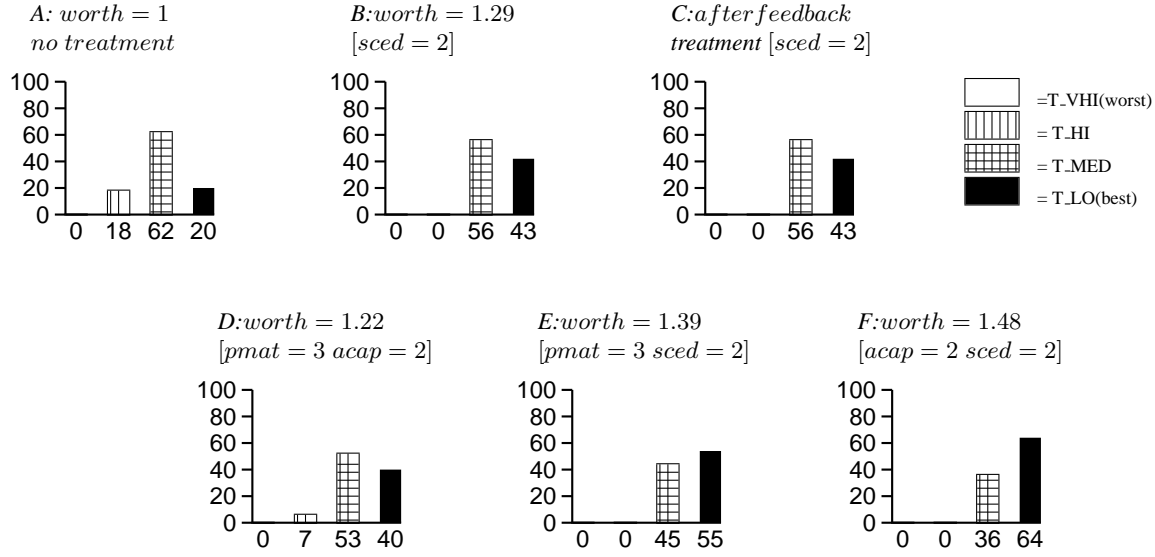 A: worth = 1
no treatment
B:worth = 1.29
[sced = 2]
C:afterfeedback
treatment [sced = 2]
100
80
60
40
20
0
0 18 62 20
100
80
60
40
20
0
0 0 56 43
100
80
60
40
20
0
0 0 56 43
=T_VHI(worst)
= T_HI
= T_MED
= T_LO(best)
D:worth = 1.22
[pmat = 3 acap = 2]
E:worth = 1.39
[pmat = 3 sced = 2]
F:worth = 1.48
[acap = 2 sced = 2]
100
80
60
40
20
0
0 7 53 40
100
80
60
40
20
0
0 0 45 55
100
80
60
40
20
0
0 0 36 64